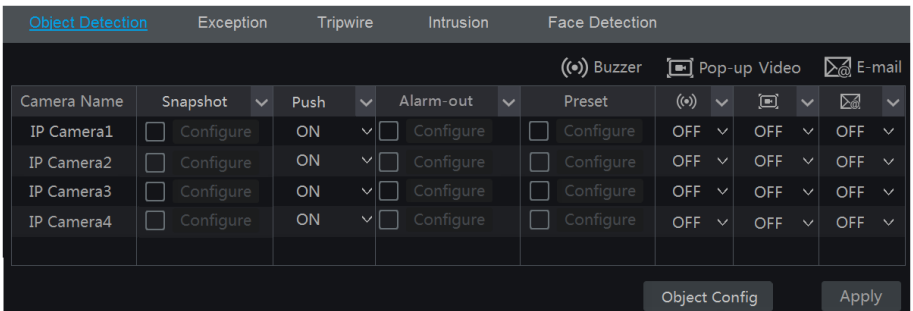 Object Detection Exception Tripwire Intrusion Face Detection
Buzzer Pop-up Video E-mail
Camera Name Snapshot Push Alarm-out Preset
IP Camera1 Configure ON Configure Configure OFF OFF OFF
IP Camera2 Configure ON Configure Configure OFF OFF OFF
IP Camera3 Configure ON Configure Configure OFF OFF OFF
IP Camera4 Configure ON Configure Configure OFF OFF OFF
Object Config Apply